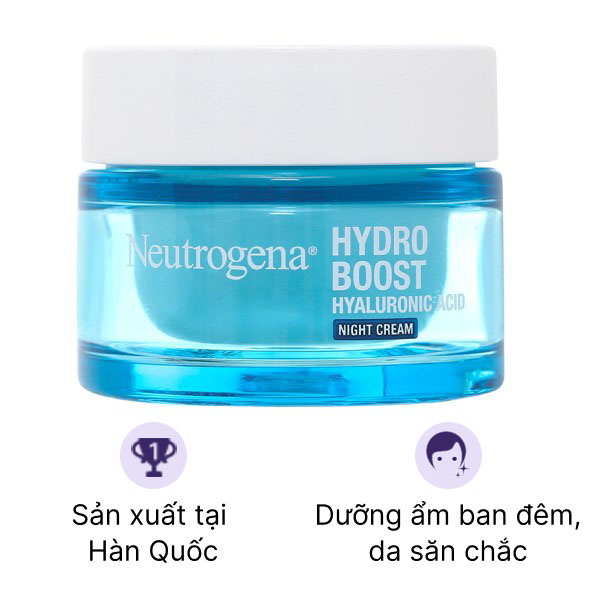 Neutrogena®
HYDRO
BOOST
HYALURONIC ACID
NIGHT CREAM
1
Sản xuất tại
Hàn Quốc
Dưỡng ẩm ban đêm,
da săn chắc